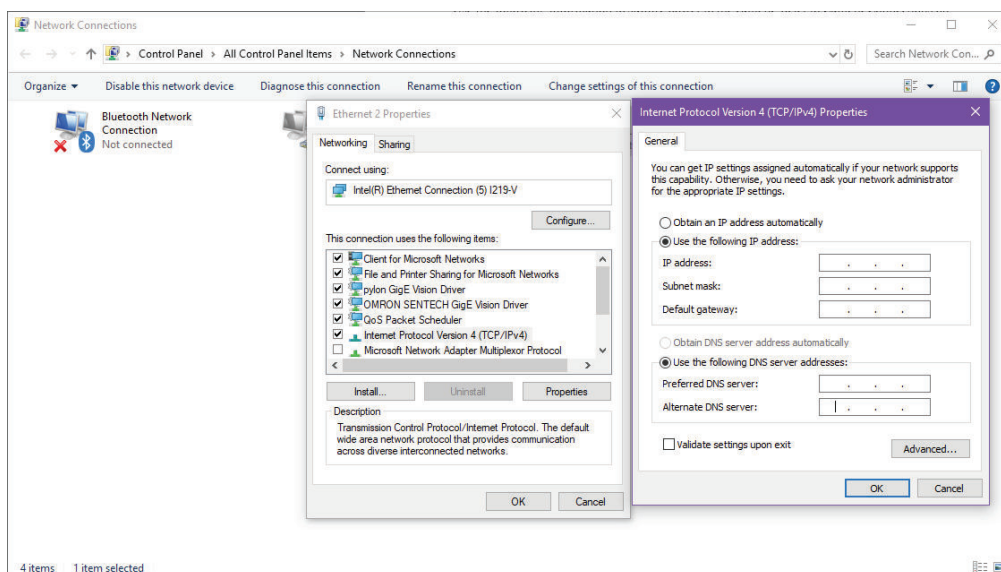 Network Connections
Control Panel > All Control Panel Items > Network Connections
Search Network Con...
Organize
Disable this network device
Diagnose this connection
Rename this connection
Change settings of this connection
Bluetooth Network
Connection
Not connected
Ethernet 2 Properties
Networking
Sharing
Connect using:
Intel(R) Ethernet Connection (5) I219-V
Configure...
This connection uses the following items:
Client for Microsoft Networks
File and Printer Sharing for Microsoft Networks
pylon GigE Vision Driver
OMRON SENTECH GigE Vision Driver
QoS Packet Scheduler
Internet Protocol Version 4 (TCP/IPv4)
Microsoft Network Adapter Multiplexor Protocol
Install...
Uninstall
Properties
Description
Transmission Control Protocol/Internet Protocol. The default
wide area network protocol that provides communication
across diverse interconnected networks.
OK
Cancel
Internet Protocol Version 4 (TCP/IPv4) Properties
General
You can get IP settings assigned automatically if your network supports
this capability. Otherwise, you need to ask your network administrator
for the appropriate IP settings.
Obtain an IP address automatically
Use the following IP address:
IP address:
Subnet mask:
Default gateway:
Obtain DNS server address automatically
Use the following DNS server addresses:
Preferred DNS server:
Alternate DNS server:
Validate settings upon exit
Advanced...
OK
Cancel
4 items
1 item selected